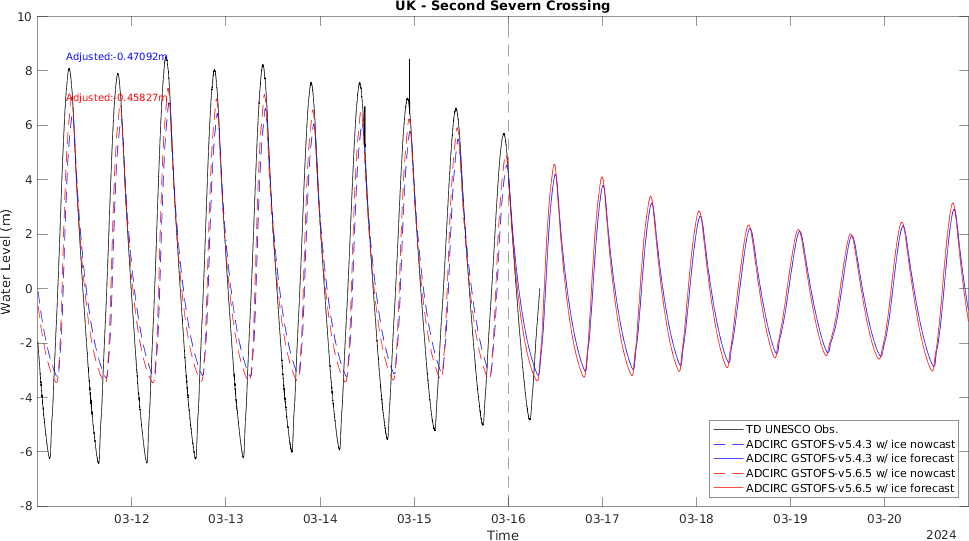 UK - Second Severn Crossing
10
8
6
4
2
0
-2
-4
-6
-8
Water Level (m)
Adjusted:-0.47092m
Adjusted:-0.45827m
TD UNESCO Obs.
ADCIRC GSTOFS-v5.4.3 w/ ice nowcast
ADCIRC GSTOFS-v5.4.3 w/ ice forecast
ADCIRC GSTOFS-v5.6.5 w/ ice nowcast
ADCIRC GSTOFS-v5.6.5 w/ ice forecast
03-12 03-13 03-14 03-15 03-16 03-17 03-18 03-19 03-20
Time
2024